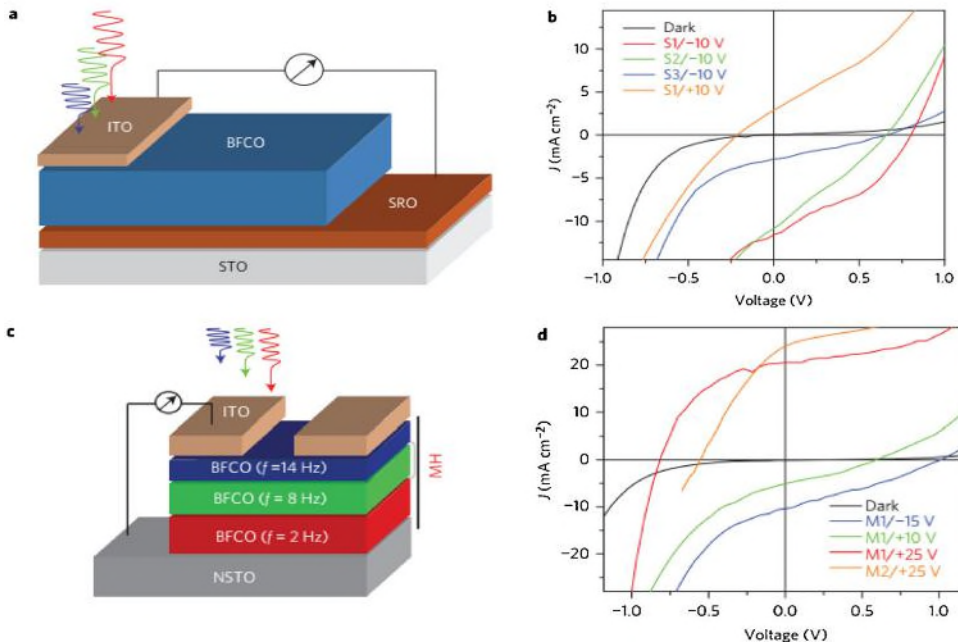 a
ITO
BFCO
SRO
STO
b
Dark
S1/−10 V
S2/−10 V
S3/−10 V
S1/+10 V
J (mA cm⁻²)
10
5
0
−5
−10
−1.0 −0.5 0.0 0.5 1.0
Voltage (V)
c
ITO
BFCO (f =14 Hz)
BFCO (f = 8 Hz)
BFCO (f = 2 Hz)
MH
NSTO
d
J (mA cm⁻²)
20
10
0
−10
−20
Dark
M1/−15 V
M1/+10 V
M1/+25 V
M2/+25 V
−1.0 −0.5 0.0 0.5 1.0
Voltage (V)